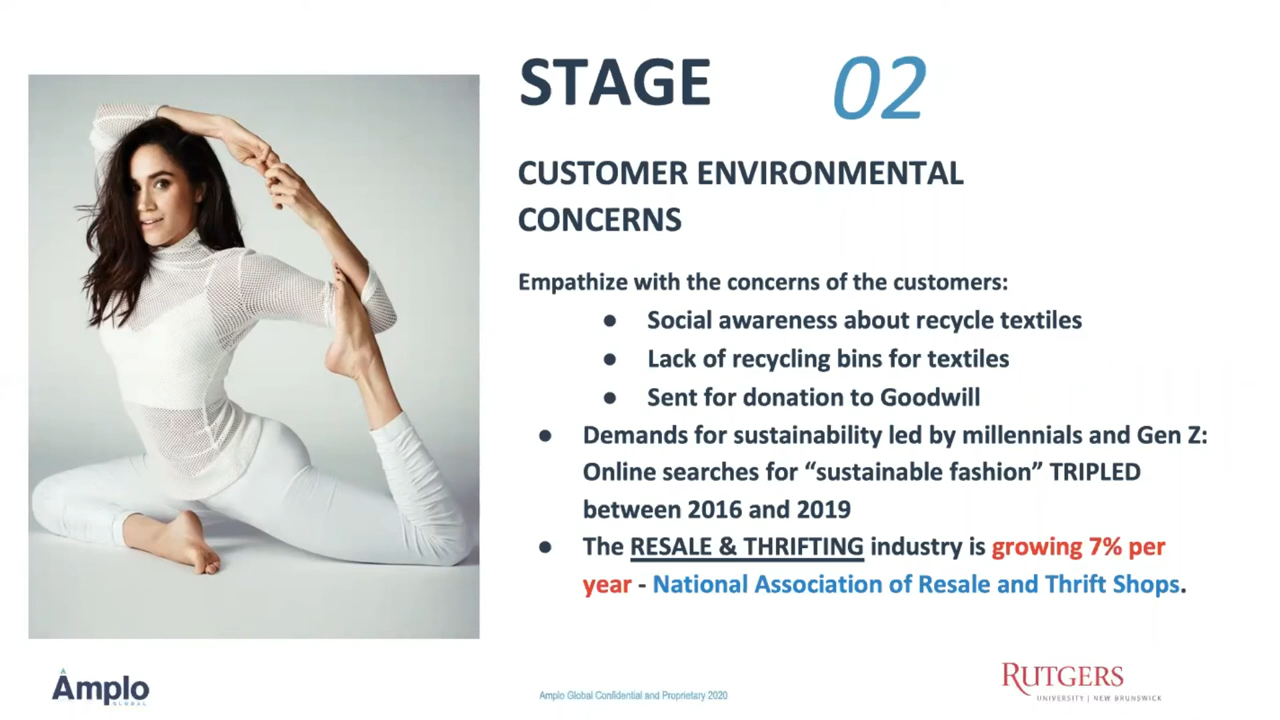 STAGE 02
CUSTOMER ENVIRONMENTAL
CONCERNS
Empathize with the concerns of the customers:
● Social awareness about recycle textiles
● Lack of recycling bins for textiles
● Sent for donation to Goodwill
● Demands for sustainability led by millennials and Gen Z:
Online searches for “sustainable fashion” TRIPLED
between 2016 and 2019
● The RESALE & THRIFTING industry is growing 7% per
year - National Association of Resale and Thrift Shops.
Amplo
GLOBAL
Amplo Global Confidential and Proprietary 2020
RUTGERS
UNIVERSITY | NEW BRUNSWICK